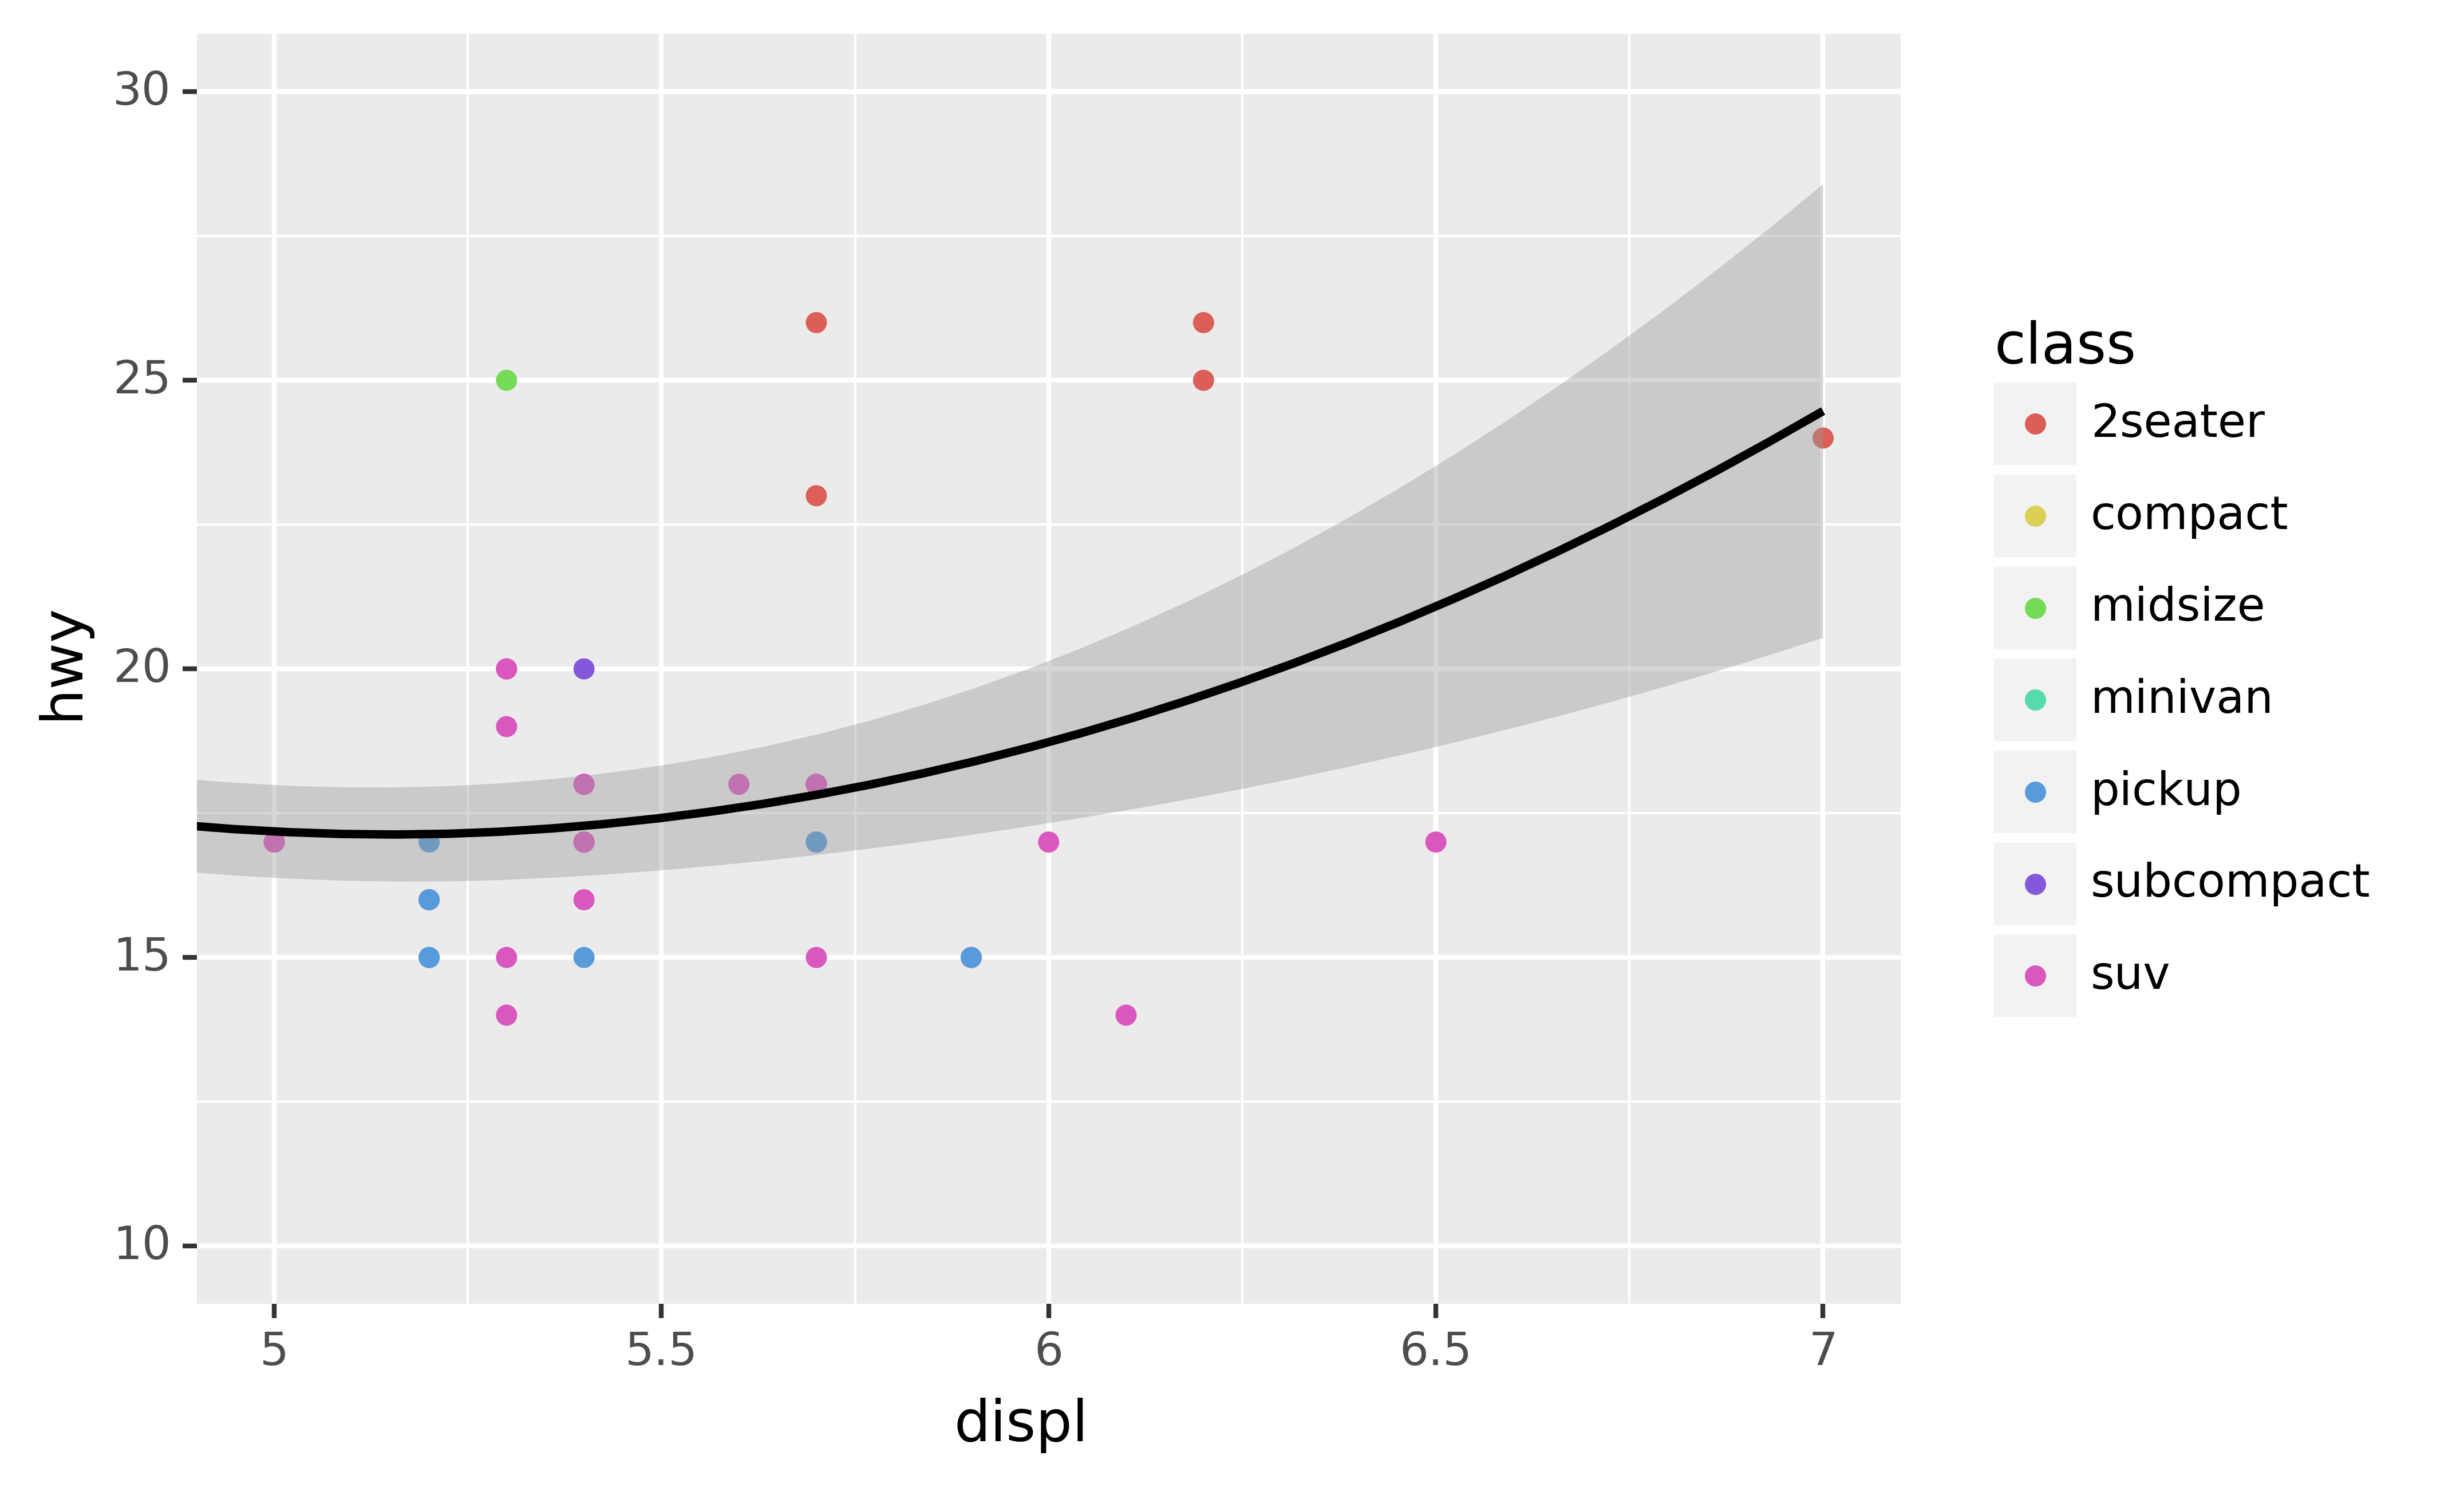 30
25
20
15
10
hwy
5
5.5
6
6.5
7
displ
class
2seater
compact
midsize
minivan
pickup
subcompact
suv